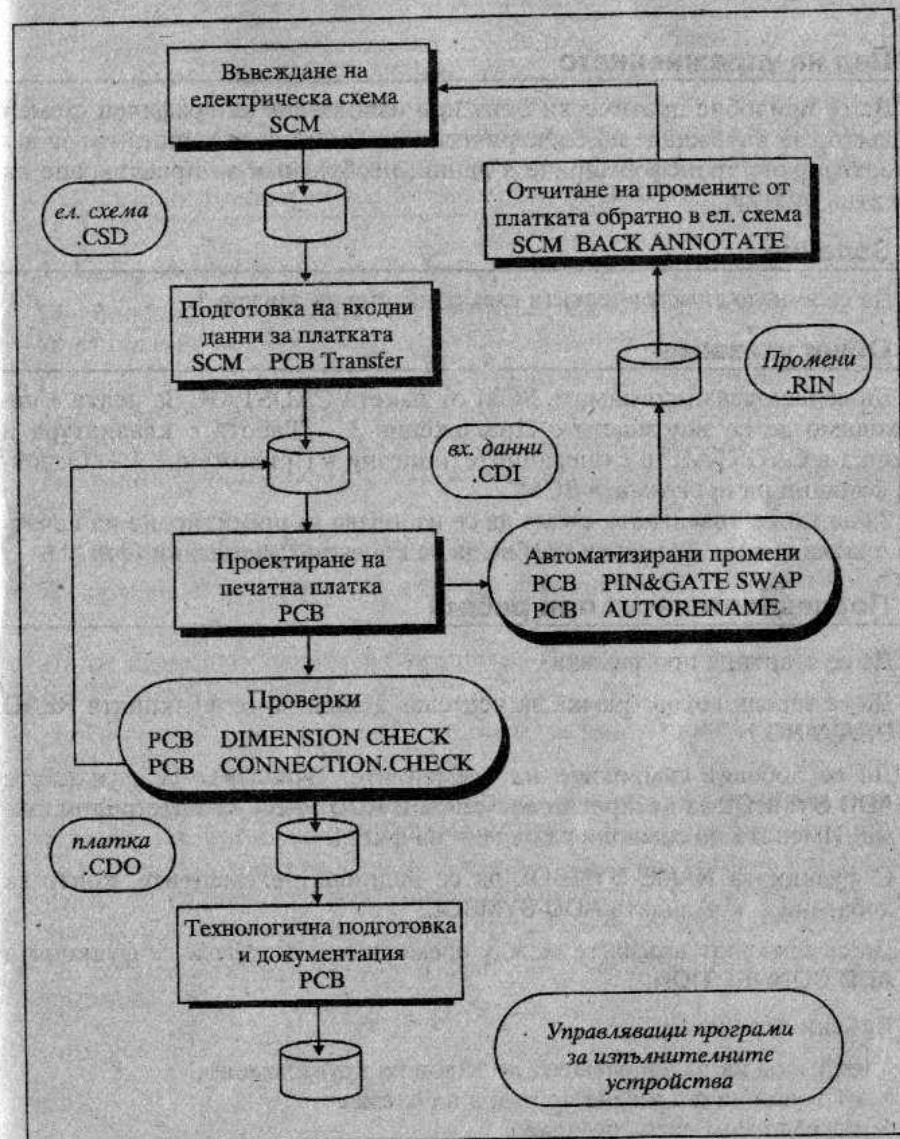 Въвеждане на
електрическа схема
SCM
ел. схема
.CSD
Отчитане на промените от
платката обратно в ел. схема
SCM BACK ANNOTATE
Подготовка на входни
данни за платката
SCM PCB Transfer
Промени
.RIN
вх. данни
.CDI
Проектиране на
печатна платка
PCB
Автоматизирани промени
PCB PIN&GATE SWAP
PCB AUTORENAME
Проверки
PCB DIMENSION CHECK
PCB CONNECTION.CHECK
платка
.CDO
Технологична подготовка
и документация
PCB
Управляващи програми
за изпълнителните
устройства